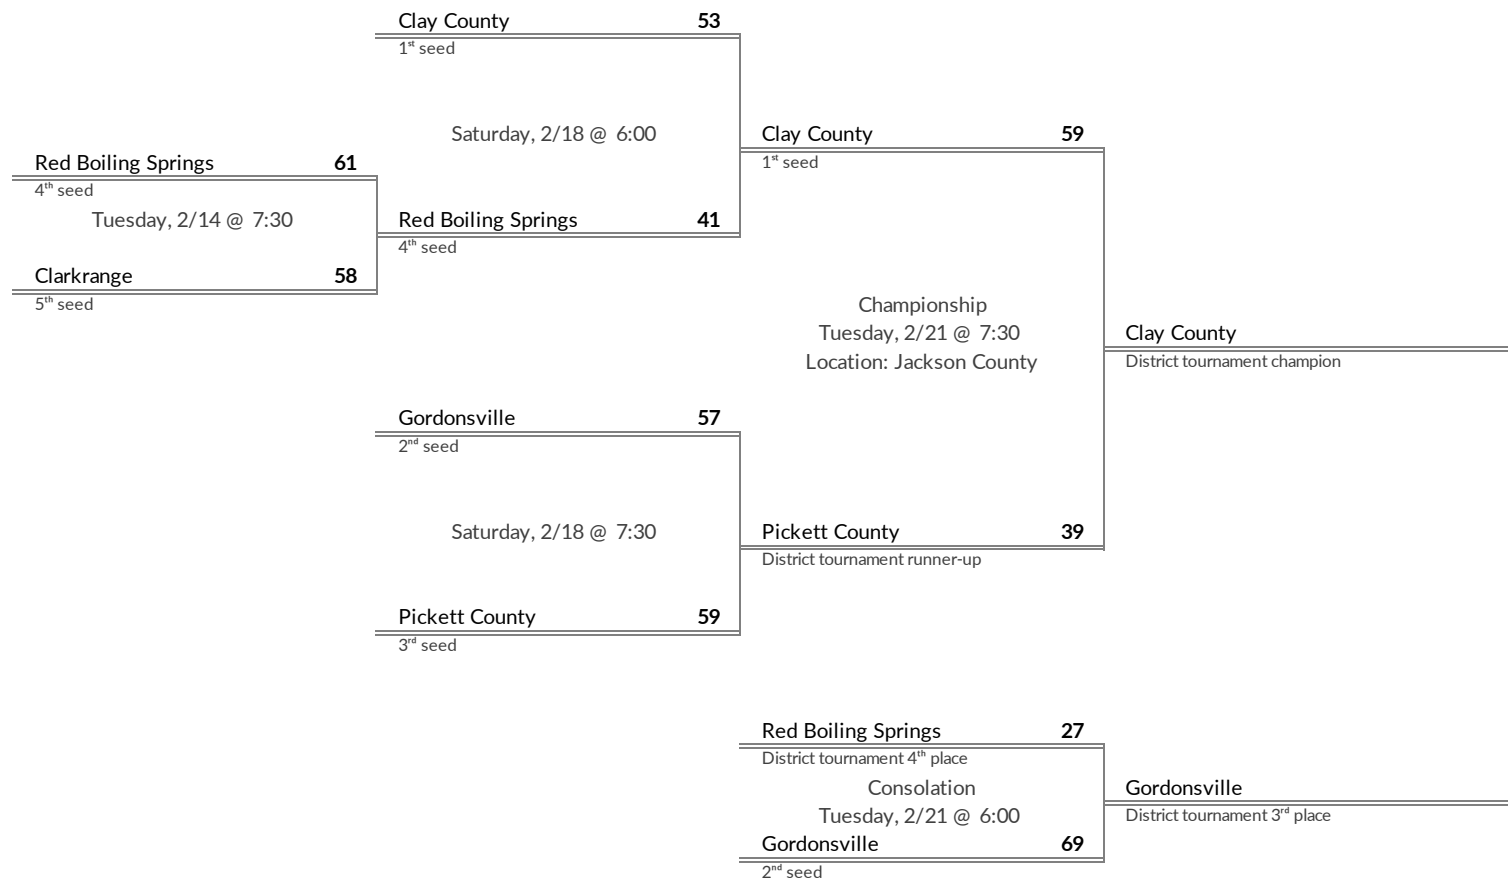 Clay County 53
1st seed
Saturday, 2/18 @ 6:00
Clay County 59
1st seed
Red Boiling Springs 61
4th seed
Tuesday, 2/14 @ 7:30
Red Boiling Springs 41
4th seed
Clarkrange 58
5th seed
Championship
Tuesday, 2/21 @ 7:30
Location: Jackson County
Clay County
District tournament champion
Gordonsville 57
2nd seed
Saturday, 2/18 @ 7:30
Pickett County 39
District tournament runner-up
Pickett County 59
3rd seed
Red Boiling Springs 27
District tournament 4th place
Consolation
Tuesday, 2/21 @ 6:00
Gordonsville
District tournament 3rd place
Gordonsville 69
2nd seed